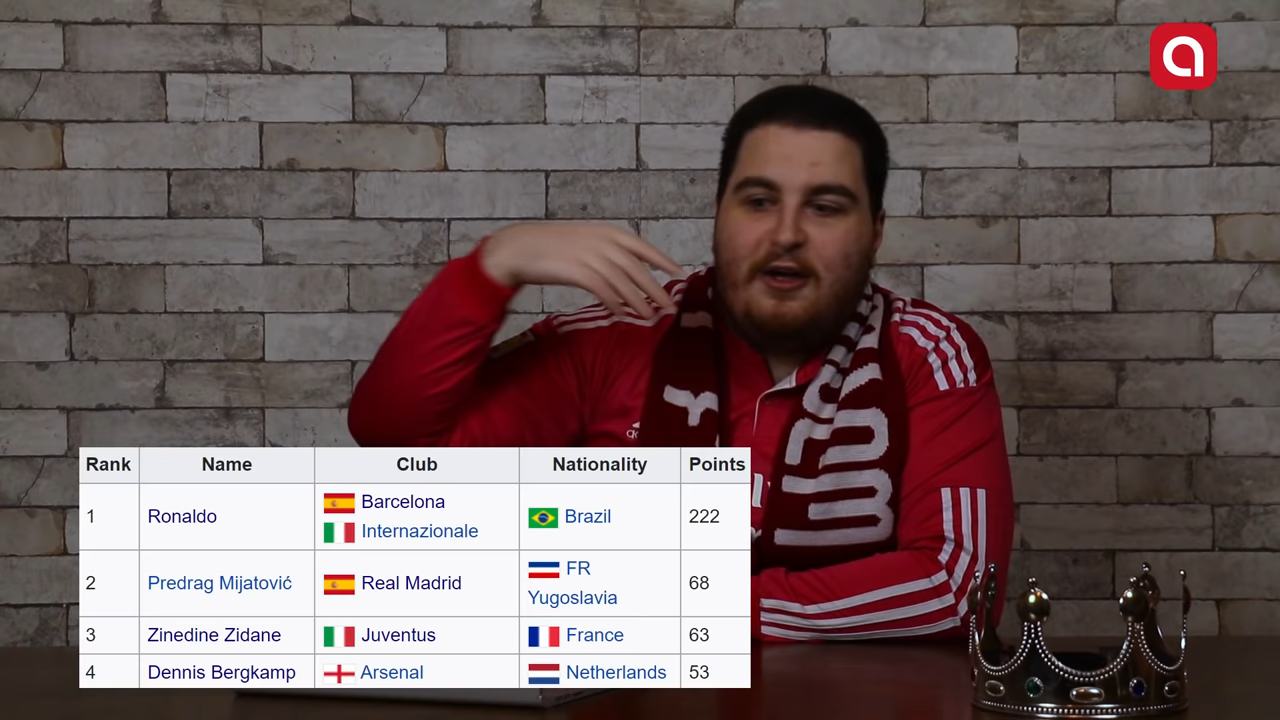 a
Rank Name Club Nationality Points
1 Ronaldo Barcelona Internazionale Brazil 222
2 Predrag Mijatović Real Madrid FR Yugoslavia 68
3 Zinedine Zidane Juventus France 63
4 Dennis Bergkamp Arsenal Netherlands 53